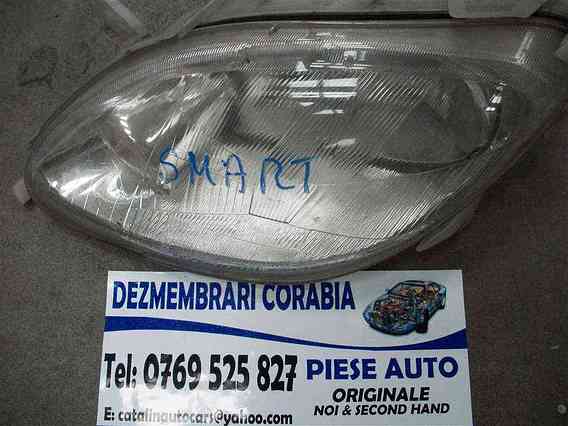 SMART
DEZMEMBRARI CORABIA
Tel: 0769 525 827
PIESE AUTO
ORIGINALE
NOI & SECOND HAND
E: catalinautocars@yahoo.com